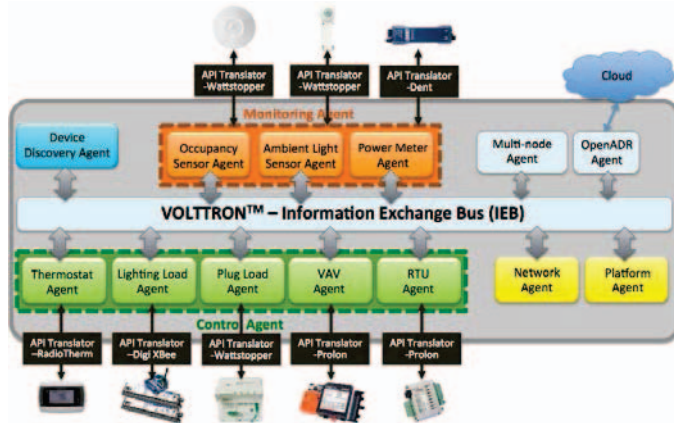 API Translator
-Wattstopper
API Translator
-Wattstopper
API Translator
-Dent
Cloud
Monitoring Agent
Device
Discovery Agent
Occupancy
Sensor Agent
Ambient Light
Sensor Agent
Power Meter
Agent
Multi-node
Agent
OpenADR
Agent
VOLTTRON™ – Information Exchange Bus (IEB)
Thermostat
Agent
Lighting Load
Agent
Plug Load
Agent
VAV
Agent
RTU
Agent
Network
Agent
Platform
Agent
Control Agent
API Translator
–RadioTherm
API Translator
–Digi XBee
API Translator
-Wattstopper
API Translator
-Prolon
API Translator
-Prolon